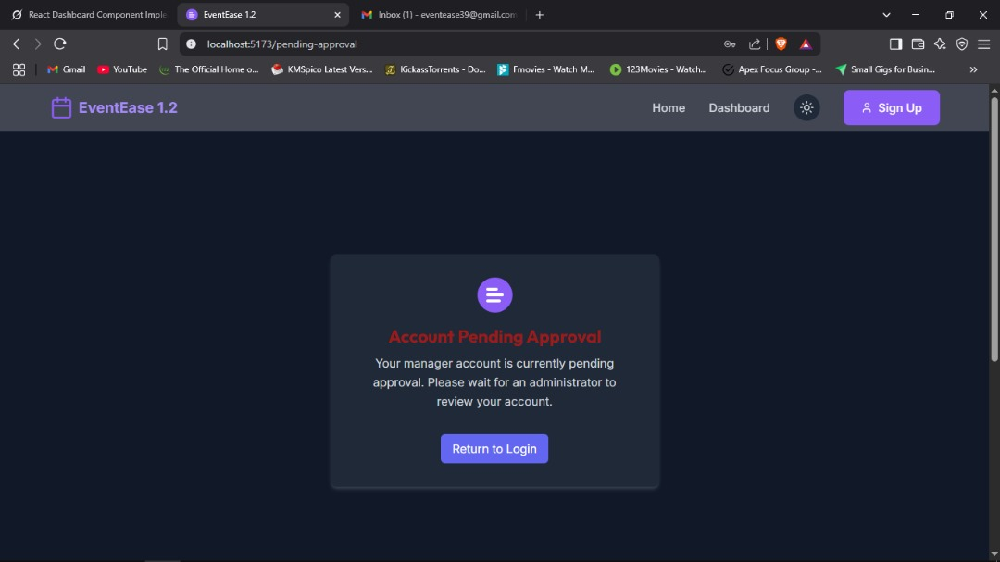 React Dashboard Component Imple
EventEase 1.2
Inbox (1) - eventease39@gmail.com
localhost:5173/pending-approval
Gmail
YouTube
The Official Home o...
KMSpico Latest Vers...
KickassTorrents - Do...
Fmovies - Watch M...
123Movies - Watch...
Apex Focus Group -...
Small Gigs for Busin...
EventEase 1.2
Home
Dashboard
Sign Up
Account Pending Approval
Your manager account is currently pending
approval. Please wait for an administrator to
review your account.
Return to Login